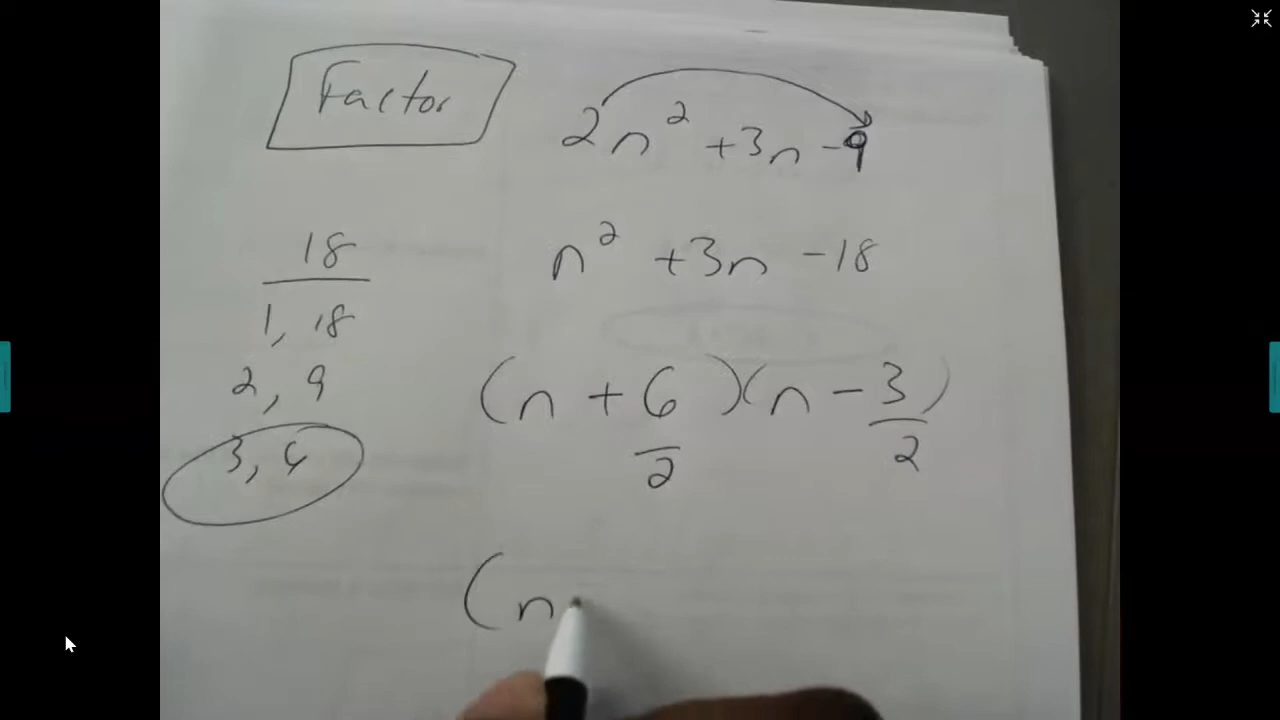 Factor
2n² +3n -9
n² +3n -18
18
1, 18
2, 9
3, 6
(n + 6/2)(n - 3/2)
(n